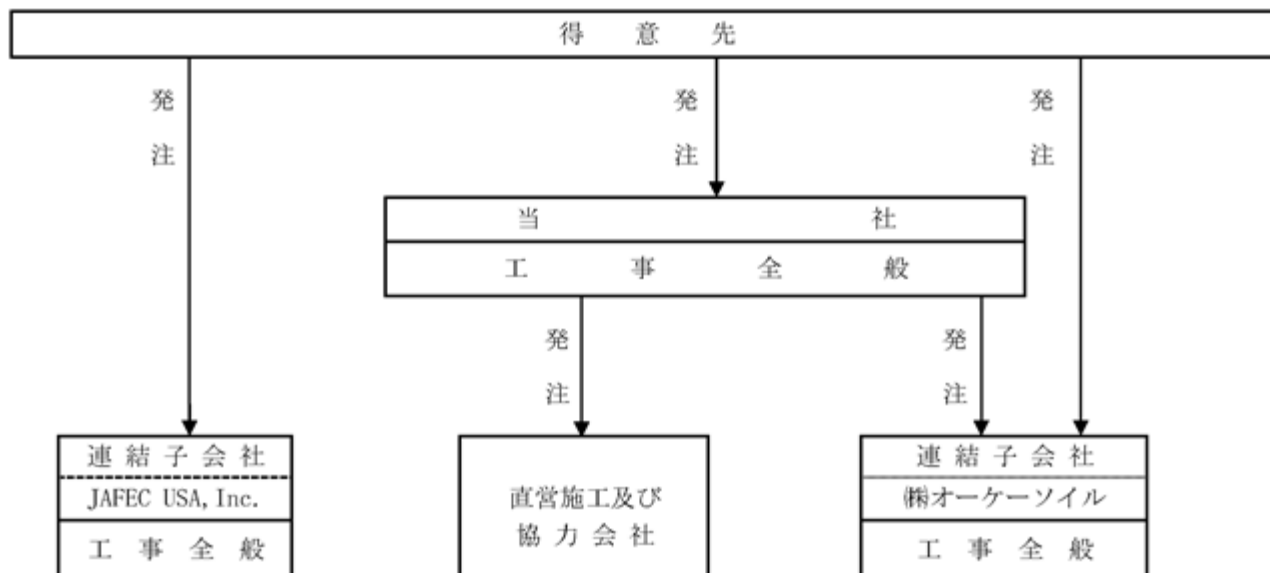 得意先
発注
発注
発注
当社
工事全般
発注
発注
連結子会社
JAFEC USA, Inc.
工事全般
直営施工及び
協力会社
連結子会社
㈱オーケーソイル
工事全般